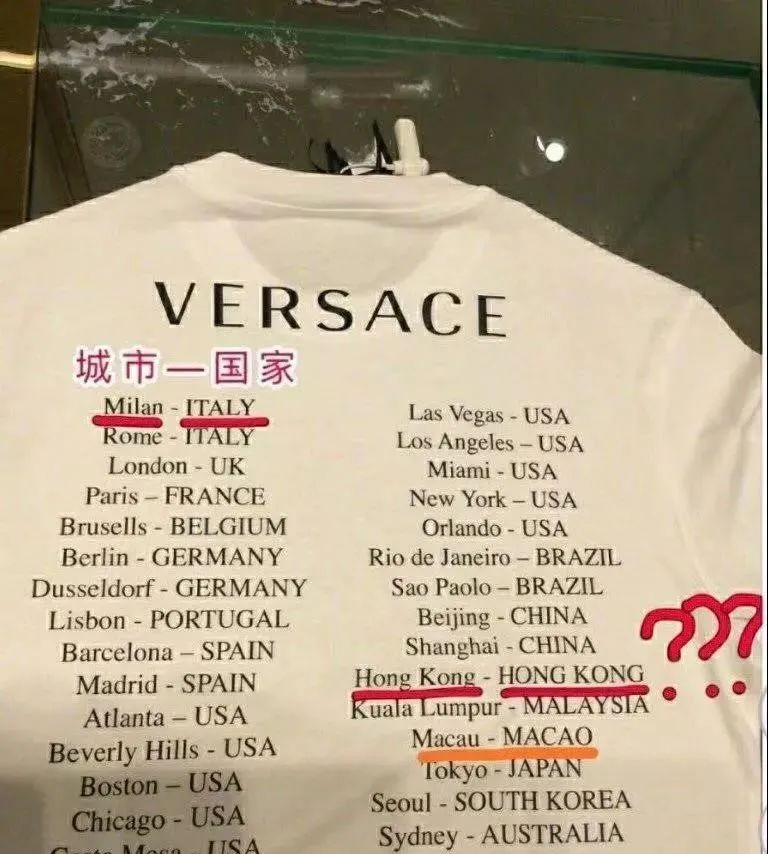 VERSACE
城市—国家
Milan - ITALY
Rome - ITALY
London - UK
Paris – FRANCE
Brusells - BELGIUM
Berlin - GERMANY
Dusseldorf - GERMANY
Lisbon - PORTUGAL
Barcelona – SPAIN
Madrid - SPAIN
Atlanta – USA
Beverly Hills - USA
Boston – USA
Chicago - USA
Costa Mesa - USA
Las Vegas - USA
Los Angeles – USA
Miami - USA
New York – USA
Orlando - USA
Rio de Janeiro – BRAZIL
Sao Paolo – BRAZIL
Beijing - CHINA
Shanghai - CHINA
Hong Kong - HONG KONG
???
Kuala Lumpur - MALAYSIA
Macau - MACAO
Tokyo - JAPAN
Seoul - SOUTH KOREA
Sydney - AUSTRALIA